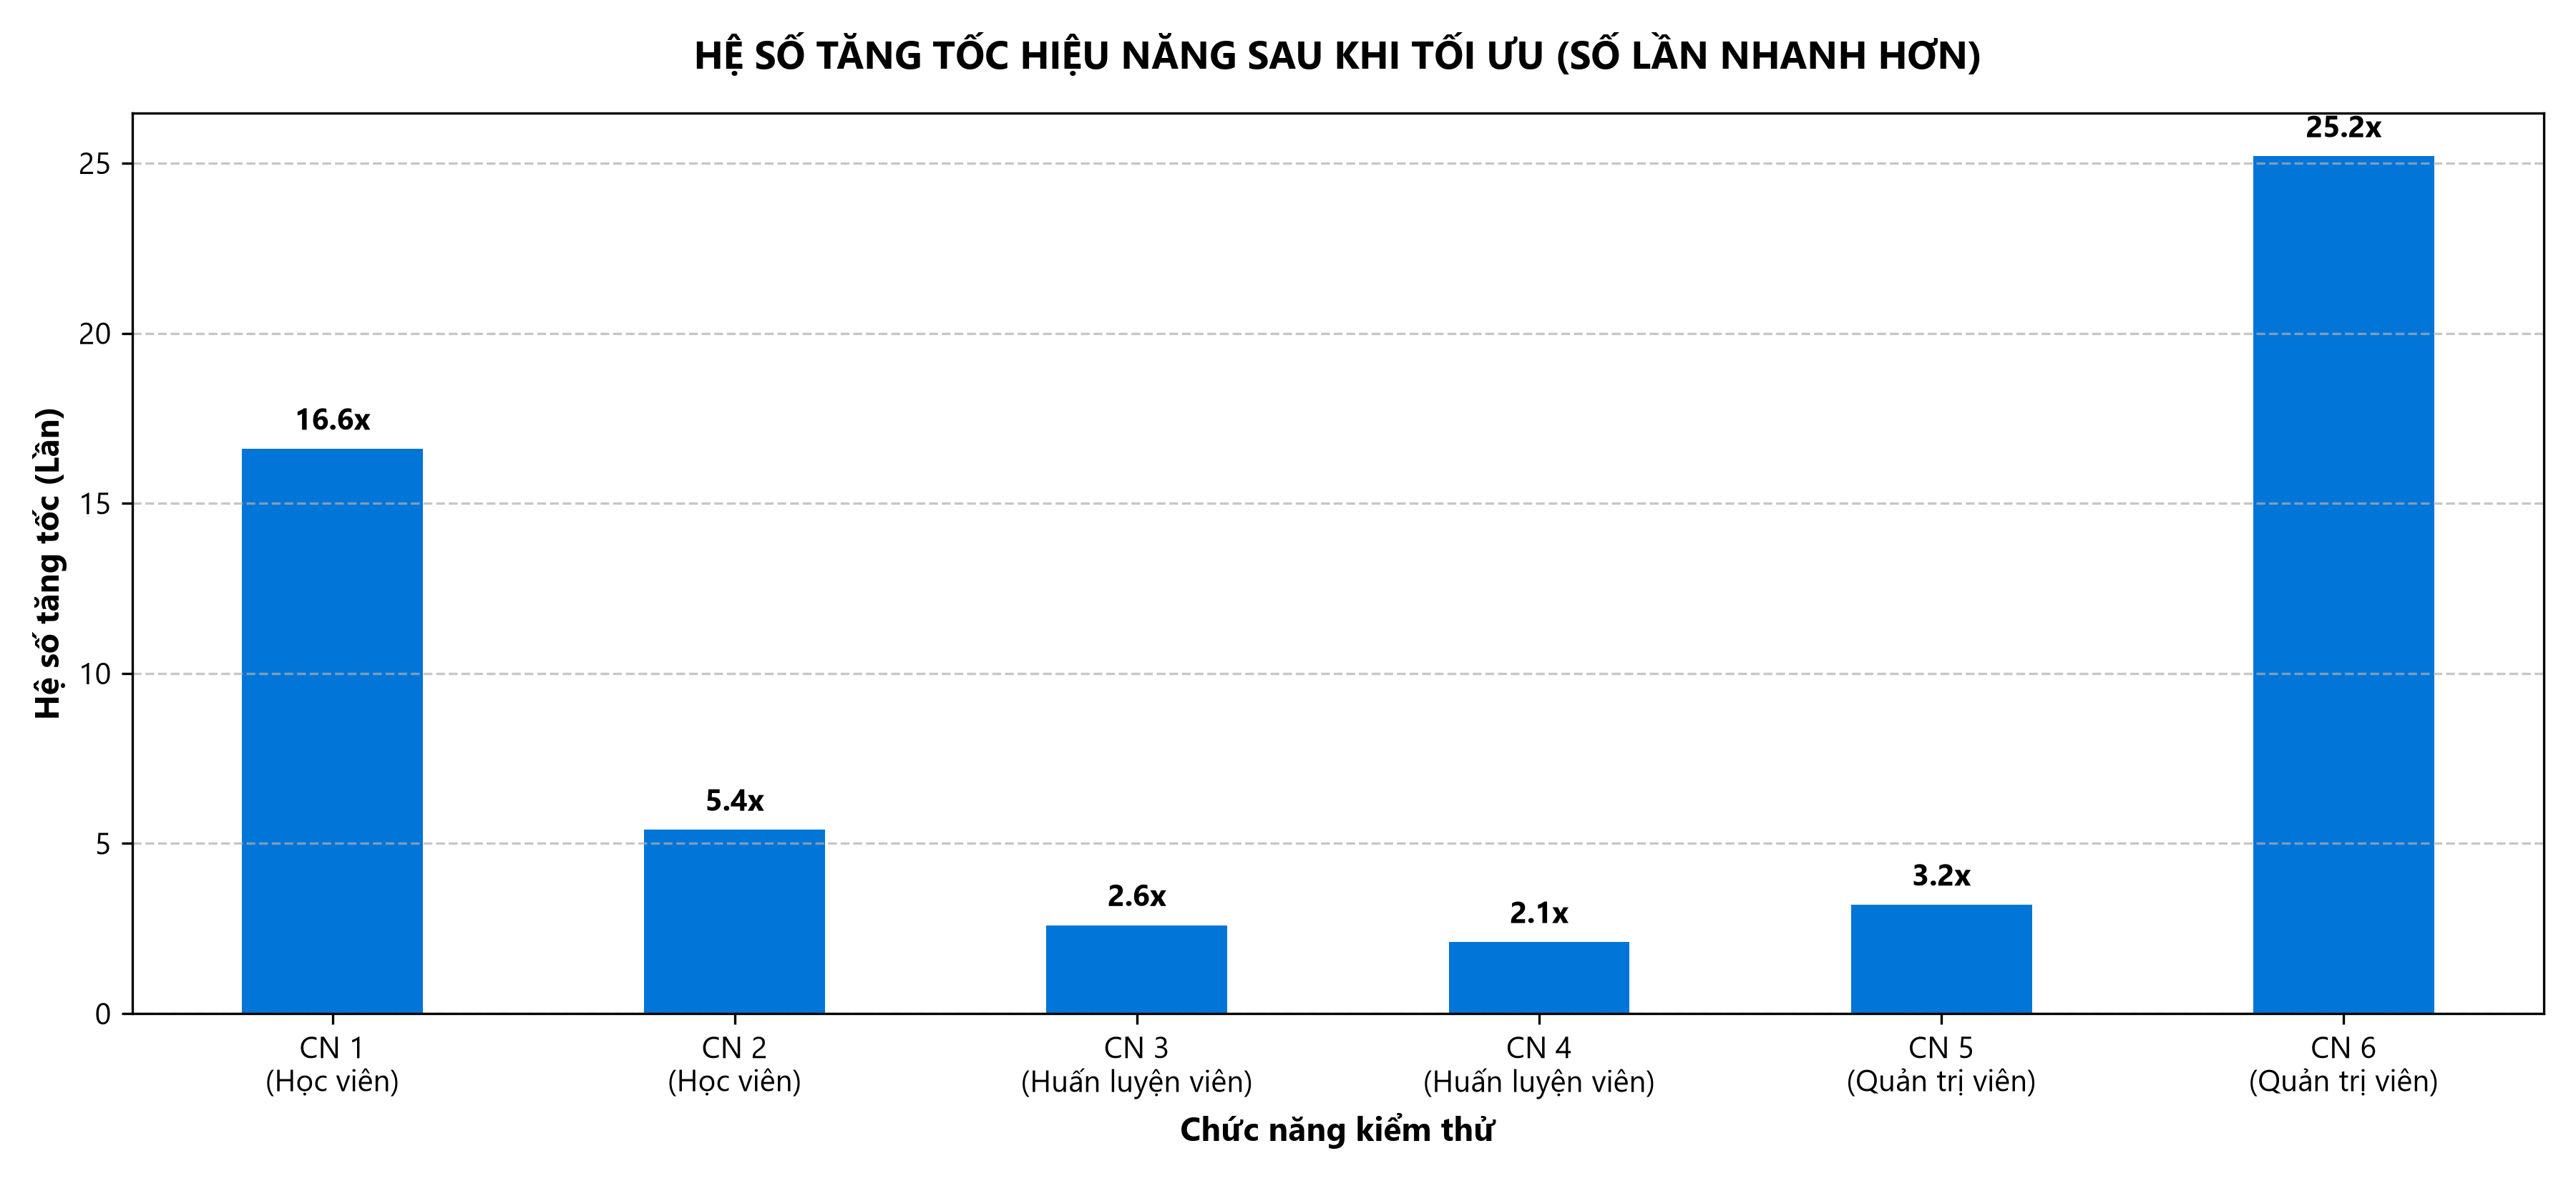 HỆ SỐ TĂNG TỐC HIỆU NĂNG SAU KHI TỐI ƯU (SỐ LẦN NHANH HƠN)
Hệ số tăng tốc (Lần)
25
20
15
10
5
0
16.6x
5.4x
2.6x
2.1x
3.2x
25.2x
CN 1
(Học viên)
CN 2
(Học viên)
CN 3
(Huấn luyện viên)
CN 4
(Huấn luyện viên)
CN 5
(Quản trị viên)
CN 6
(Quản trị viên)
Chức năng kiểm thử